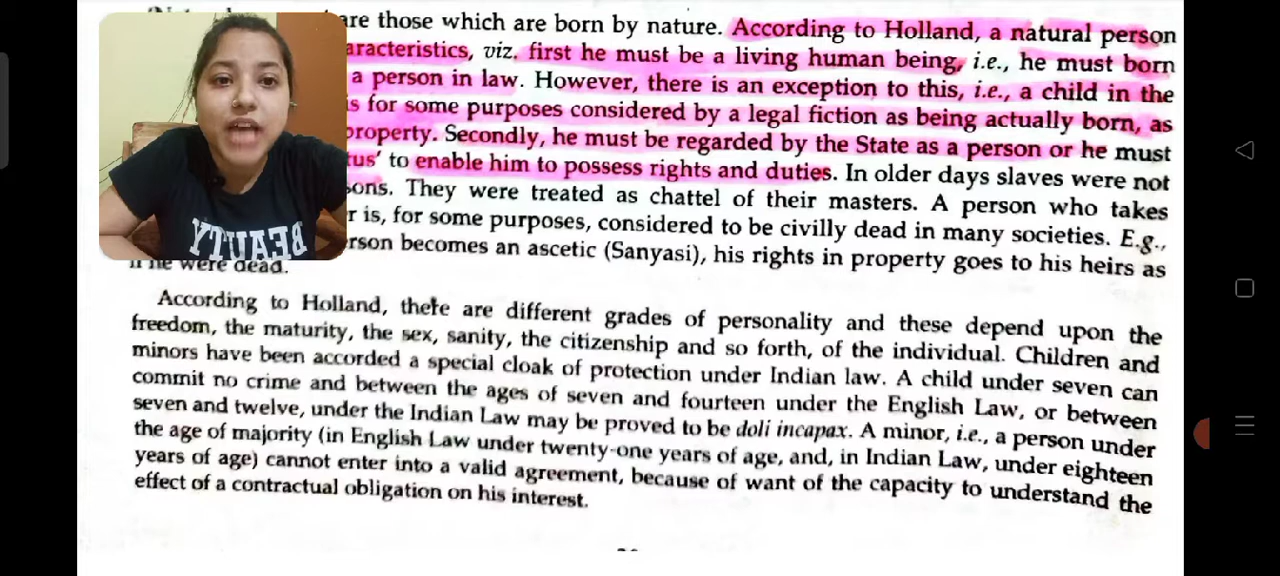 are those which are born by nature. According to Holland, a natural person
aracteristics, viz. first he must be a living human being, i.e., he must born
a person in law. However, there is an exception to this, i.e., a child in the
is for some purposes considered by a legal fiction as being actually born, as
property. Secondly, he must be regarded by the State as a person or he must
tus' to enable him to possess rights and duties. In older days slaves were not
sons. They were treated as chattel of their masters. A person who takes
r is, for some purposes, considered to be civilly dead in many societies. E.g.,
rson becomes an ascetic (Sanyasi), his rights in property goes to his heirs as
if he were dead.
According to Holland, there are different grades of personality and these depend upon the
freedom, the maturity, the sex, sanity, the citizenship and so forth, of the individual. Children and
minors have been accorded a special cloak of protection under Indian law. A child under seven can
commit no crime and between the ages of seven and fourteen under the English Law, or between
seven and twelve, under the Indian Law may be proved to be doli incapax. A minor, i.e., a person under
the age of majority (in English Law under twenty-one years of age, and, in Indian Law, under eighteen
years of age) cannot enter into a valid agreement, because of want of the capacity to understand the
effect of a contractual obligation on his interest.
BEAUTY